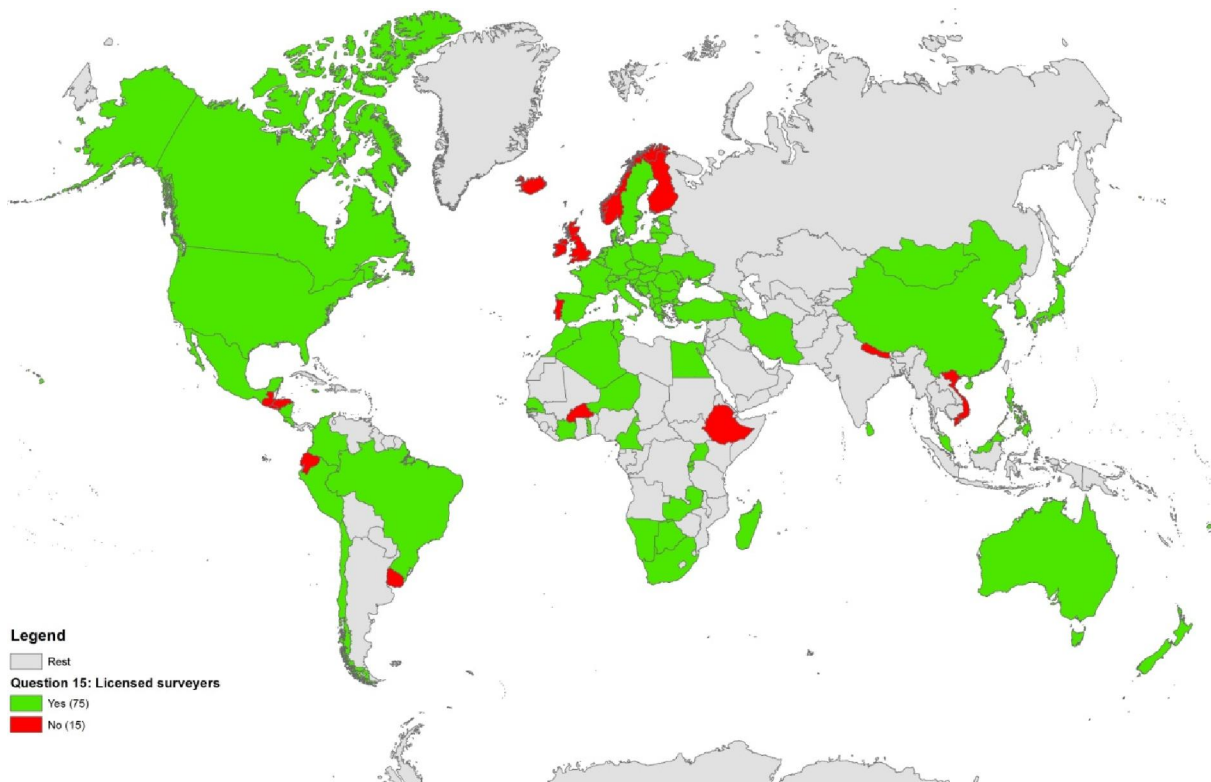 Legend
Rest
Question 15: Licensed surveyers
Yes (75)
No (15)